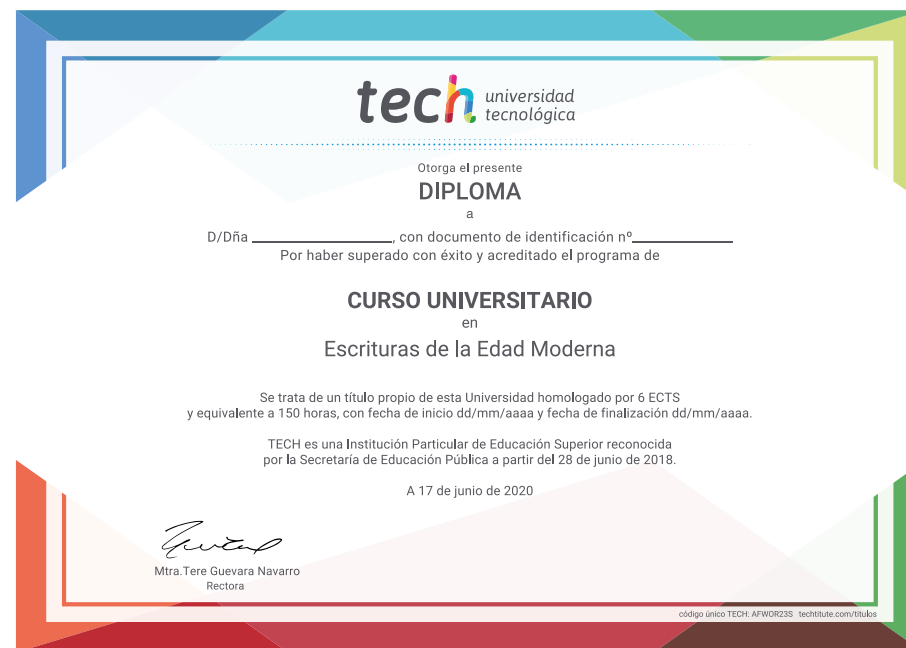 tech universidad
tecnológica
Otorga el presente
DIPLOMA
a
D/Dña ____________________, con documento de identificación nº______________
Por haber superado con éxito y acreditado el programa de
CURSO UNIVERSITARIO
en
Escrituras de la Edad Moderna
Se trata de un título propio de esta Universidad homologado por 6 ECTS
y equivalente a 150 horas, con fecha de inicio dd/mm/aaaa y fecha de finalización dd/mm/aaaa.
TECH es una Institución Particular de Educación Superior reconocida
por la Secretaría de Educación Pública a partir del 28 de junio de 2018.
A 17 de junio de 2020
Mtra.Tere Guevara Navarro
Rectora
código único TECH: AFWOR23S techtitute.com/titulos